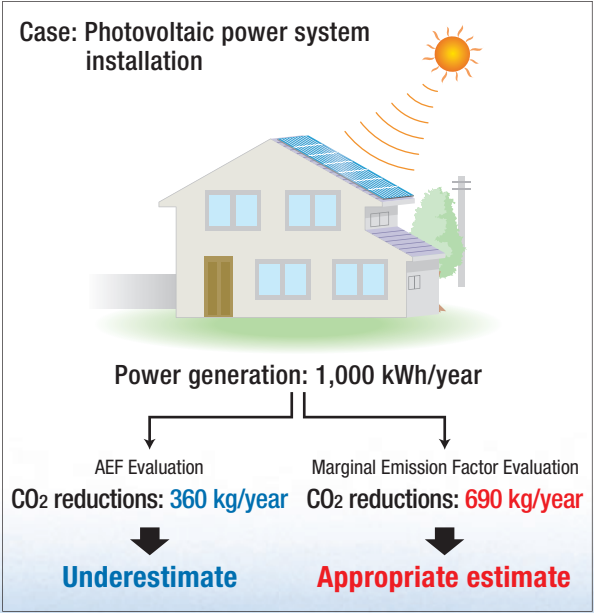 Case: Photovoltaic power system
installation
Power generation: 1,000 kWh/year
AEF Evaluation
CO2 reductions: 360 kg/year
Underestimate
Marginal Emission Factor Evaluation
CO2 reductions: 690 kg/year
Appropriate estimate